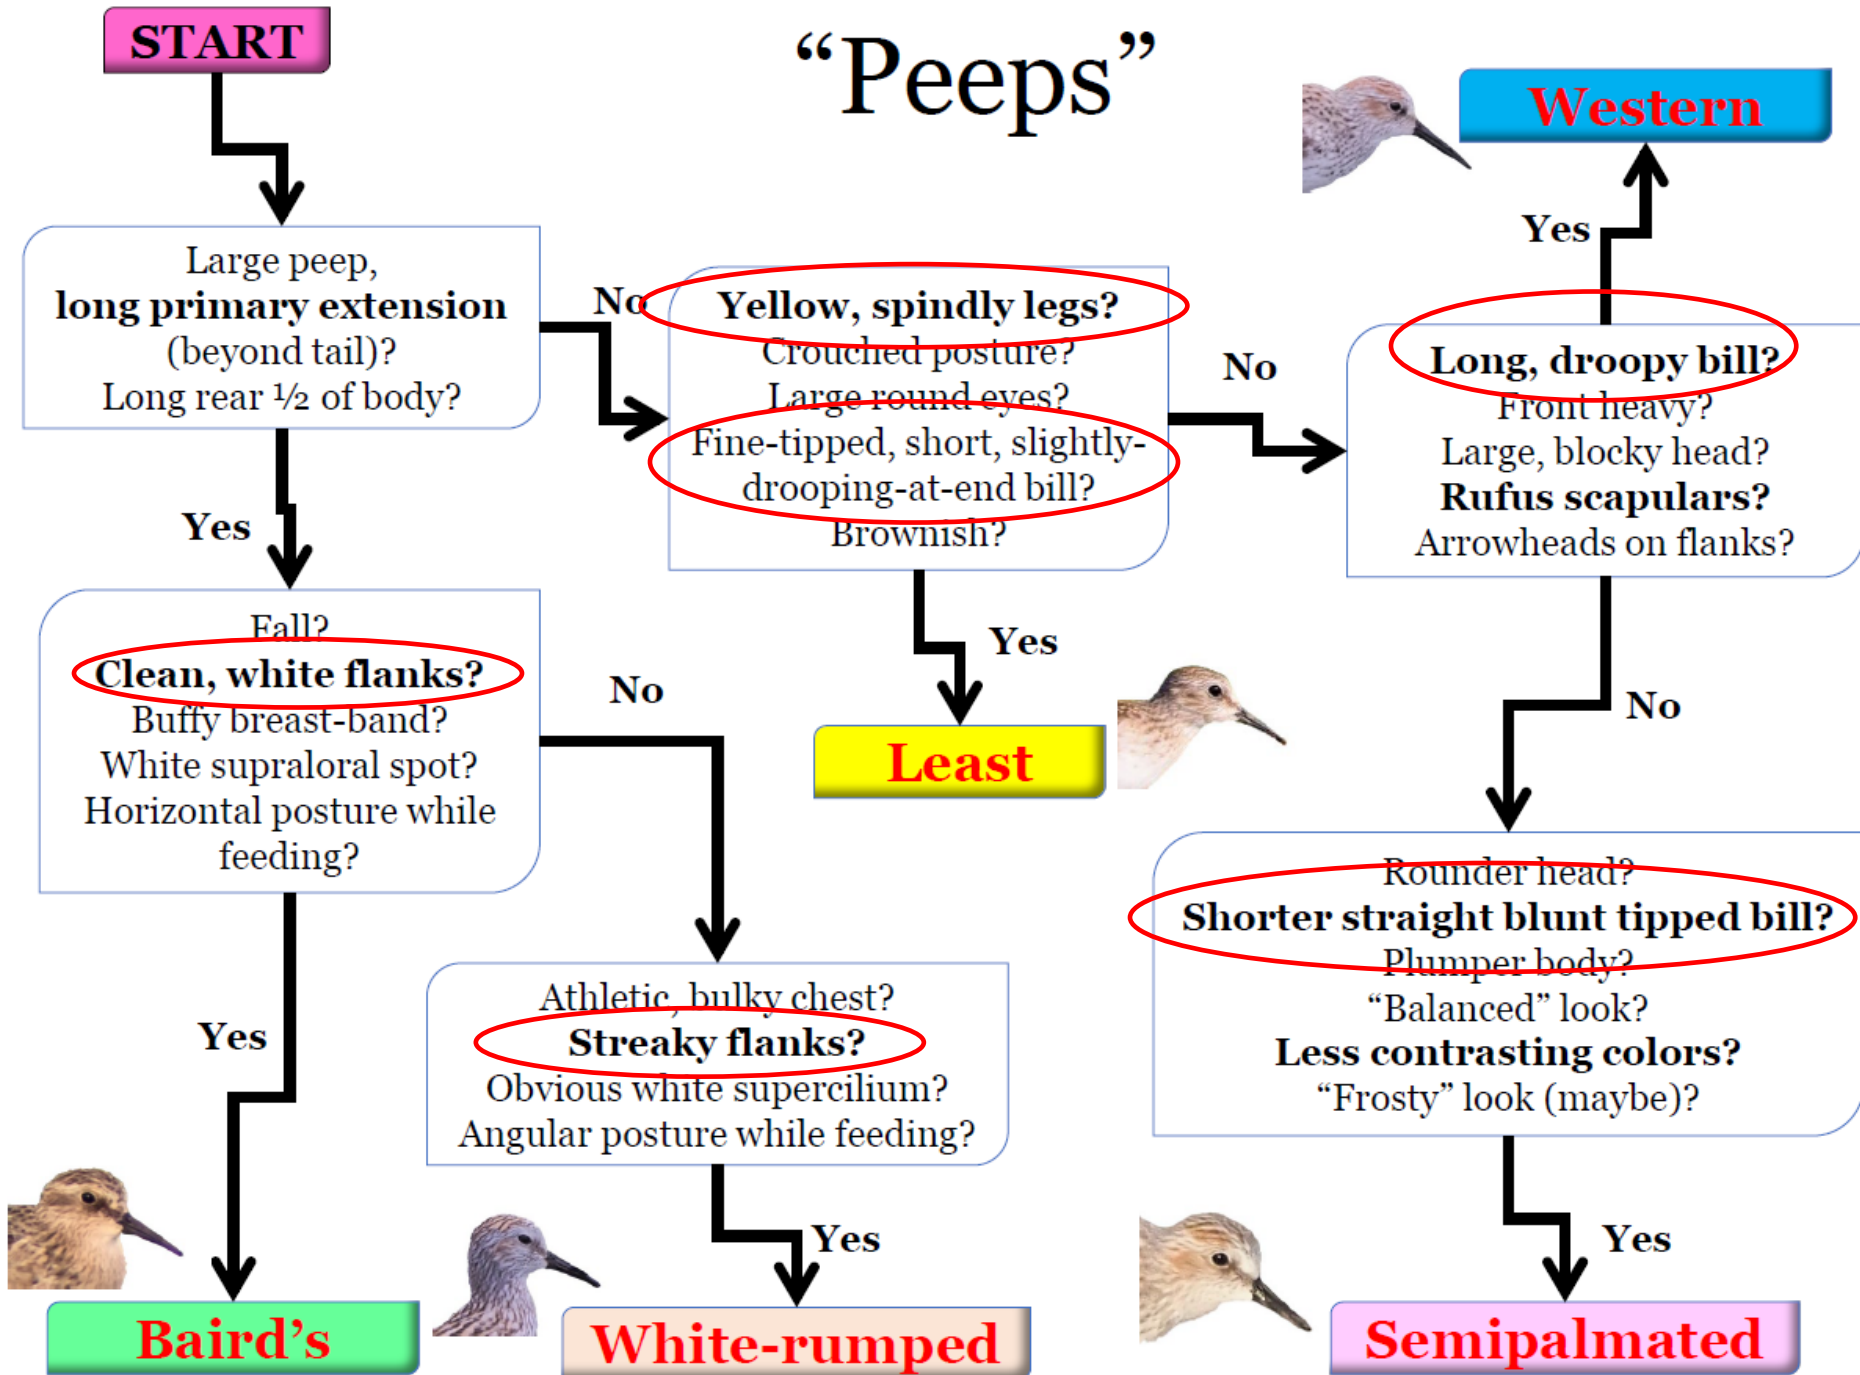 START
“Peeps”
Western
Yes
Large peep,
long primary extension
(beyond tail)?
Long rear ½ of body?
No
Yellow, spindly legs?
Crouched posture?
Large round eyes?
Fine-tipped, short, slightly-
drooping-at-end bill?
Brownish?
No
Long, droopy bill?
Front heavy?
Large, blocky head?
Rufus scapulars?
Arrowheads on flanks?
Yes
Fall?
Clean, white flanks?
Buffy breast-band?
White supraloral spot?
Horizontal posture while
feeding?
No
Yes
Least
No
Rounder head?
Shorter straight blunt tipped bill?
Plumper body?
“Balanced” look?
Less contrasting colors?
“Frosty” look (maybe)?
Yes
Athletic, bulky chest?
Streaky flanks?
Obvious white supercilium?
Angular posture while feeding?
Yes
Yes
Baird’s
White-rumped
Semipalmated